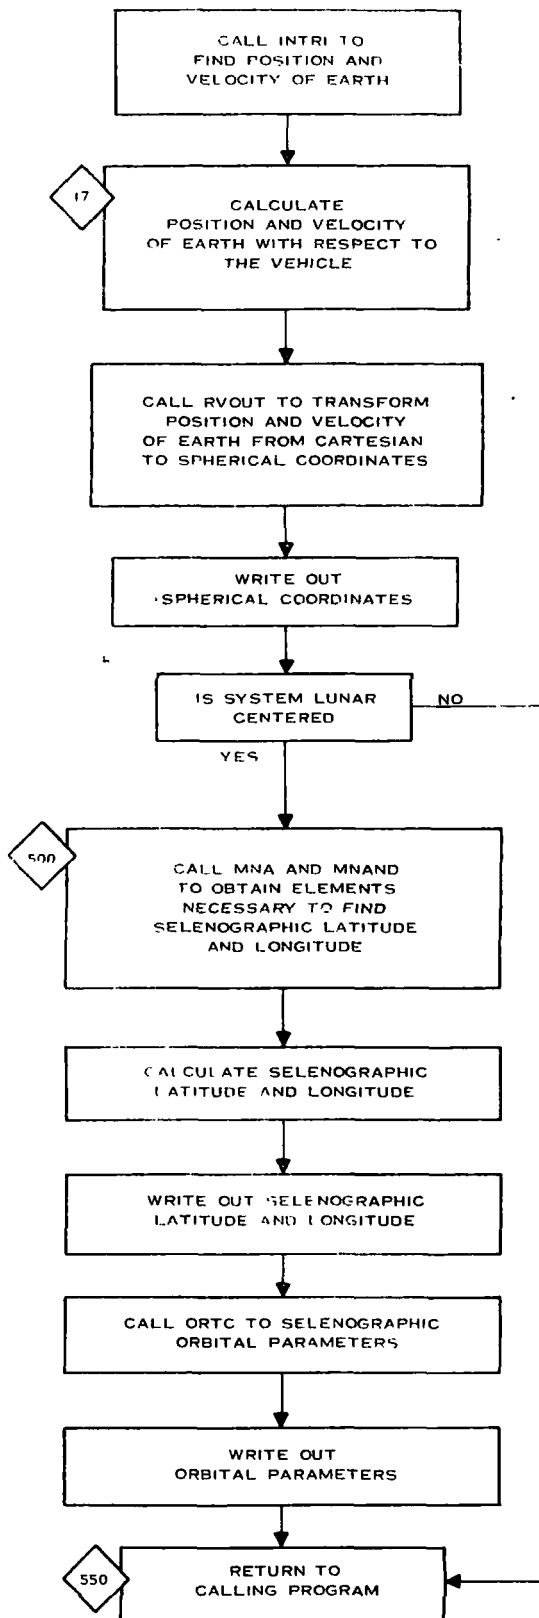 CALL INTRI TO
FIND POSITION AND
VELOCITY OF EARTH
17
CALCULATE
POSITION AND VELOCITY
OF EARTH WITH RESPECT TO
THE VEHICLE
CALL RVOUT TO TRANSFORM
POSITION AND VELOCITY
OF EARTH FROM CARTESIAN
TO SPHERICAL COORDINATES
WRITE OUT
SPHERICAL COORDINATES
IS SYSTEM LUNAR
CENTERED
NO
YES
500
CALL MNA AND MNAND
TO OBTAIN ELEMENTS
NECESSARY TO FIND
SELENOGRAPHIC LATITUDE
AND LONGITUDE
CALCULATE SELENOGRAPHIC
LATITUDE AND LONGITUDE
WRITE OUT SELENOGRAPHIC
LATITUDE AND LONGITUDE
CALL ORTC TO SELENOGRAPHIC
ORBITAL PARAMETERS
WRITE OUT
ORBITAL PARAMETERS
550
RETURN TO
CALLING PROGRAM